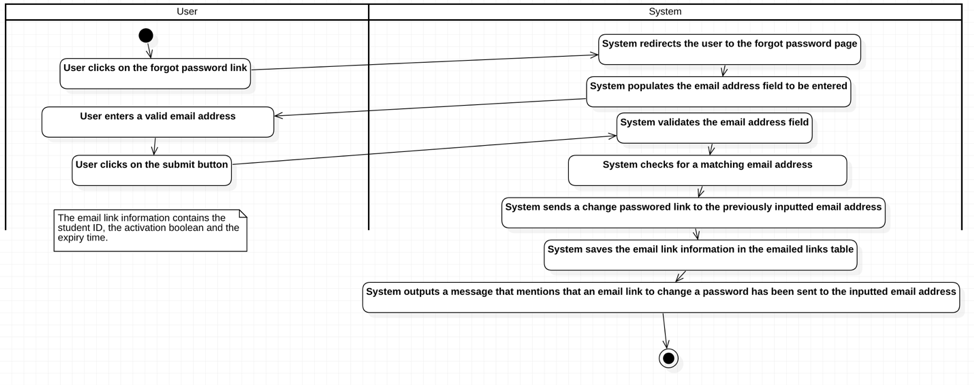 User
System
System redirects the user to the forgot password page
User clicks on the forgot password link
System populates the email address field to be entered
User enters a valid email address
System validates the email address field
User clicks on the submit button
System checks for a matching email address
System sends a change passwored link to the previously inputted email address
The email link information contains the
student ID, the activation boolean and the
expiry time.
System saves the email link information in the emailed links table
System outputs a message that mentions that an email link to change a password has been sent to the inputted email address